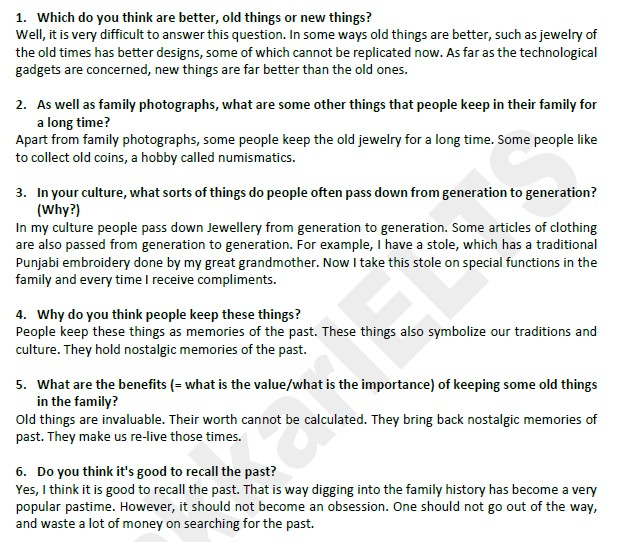 1. Which do you think are better, old things or new things?
Well, it is very difficult to answer this question. In some ways old things are better, such as jewelry of
the old times has better designs, some of which cannot be replicated now. As far as the technological
gadgets are concerned, new things are far better than the old ones.
2. As well as family photographs, what are some other things that people keep in their family for
a long time?
Apart from family photographs, some people keep the old jewelry for a long time. Some people like
to collect old coins, a hobby called numismatics.
3. In your culture, what sorts of things do people often pass down from generation to generation?
(Why?)
In my culture people pass down Jewellery from generation to generation. Some articles of clothing
are also passed from generation to generation. For example, I have a stole, which has a traditional
Punjabi embroidery done by my great grandmother. Now I take this stole on special functions in the
family and every time I receive compliments.
4. Why do you think people keep these things?
People keep these things as memories of the past. These things also symbolize our traditions and
culture. They hold nostalgic memories of the past.
5. What are the benefits (= what is the value/what is the importance) of keeping some old things
in the family?
Old things are invaluable. Their worth cannot be calculated. They bring back nostalgic memories of
past. They make us re-live those times.
6. Do you think it's good to recall the past?
Yes, I think it is good to recall the past. That is way digging into the family history has become a very
popular pastime. However, it should not become an obsession. One should not go out of the way,
and waste a lot of money on searching for the past.